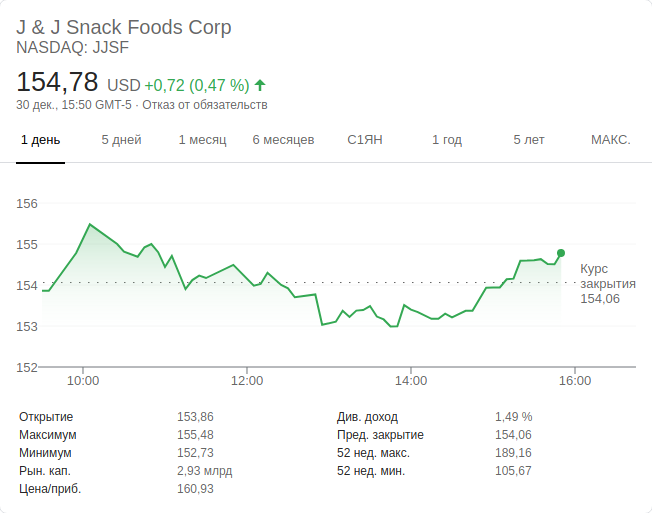 J & J Snack Foods Corp
NASDAQ: JJSF
154,78 USD +0,72 (0,47 %)
30 дек., 15:50 GMT-5 · Отказ от обязательств
1 день 5 дней 1 месяц 6 месяцев С1ЯН 1 год 5 лет МАКС.
156
155
154
153
152
Курс
закрытия
154,06
10:00 12:00 14:00 16:00
Открытие 153,86 Див. доход 1,49 %
Максимум 155,48 Пред. закрытие 154,06
Минимум 152,73 52 нед. макс. 189,16
Рын. кап. 2,93 млрд 52 нед. мин. 105,67
Цена/приб. 160,93